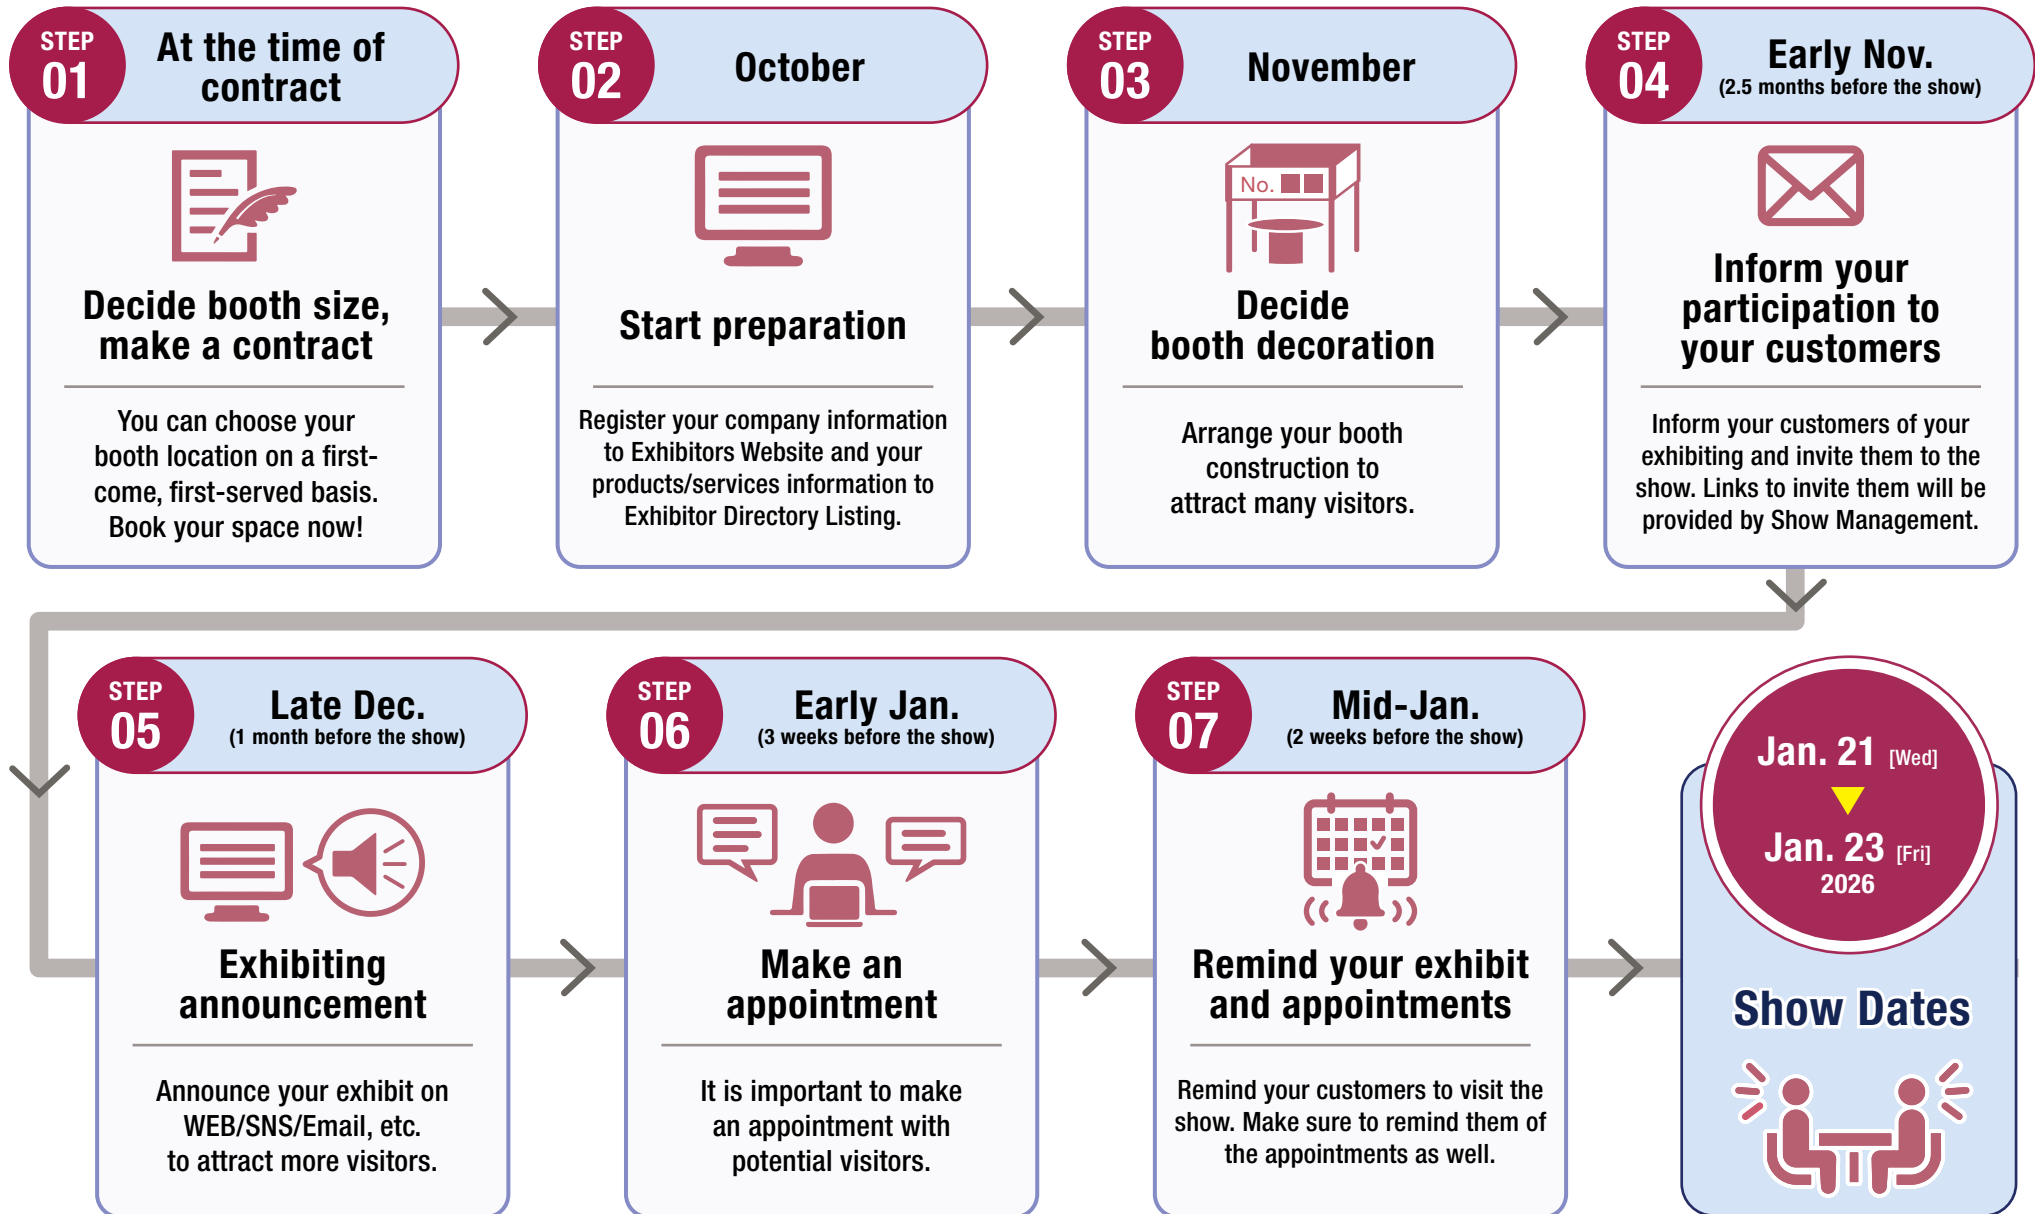 STEP
01
At the time of
contract
Decide booth size,
make a contract
You can choose your
booth location on a first-
come, first-served basis.
Book your space now!
STEP
02
October
Start preparation
Register your company information
to Exhibitors Website and your
products/services information to
Exhibitor Directory Listing.
STEP
03
November
No.
Decide
booth decoration
Arrange your booth
construction to
attract many visitors.
STEP
04
Early Nov.
(2.5 months before the show)
Inform your
participation to
your customers
Inform your customers of your
exhibiting and invite them to the
show. Links to invite them will be
provided by Show Management.
STEP
05
Late Dec.
(1 month before the show)
Exhibiting
announcement
Announce your exhibit on
WEB/SNS/Email, etc.
to attract more visitors.
STEP
06
Early Jan.
(3 weeks before the show)
Make an
appointment
It is important to make
an appointment with
potential visitors.
STEP
07
Mid-Jan.
(2 weeks before the show)
Remind your exhibit
and appointments
Remind your customers to visit the
show. Make sure to remind them of
the appointments as well.
Jan. 21 [Wed]
Jan. 23 [Fri]
2026
Show Dates